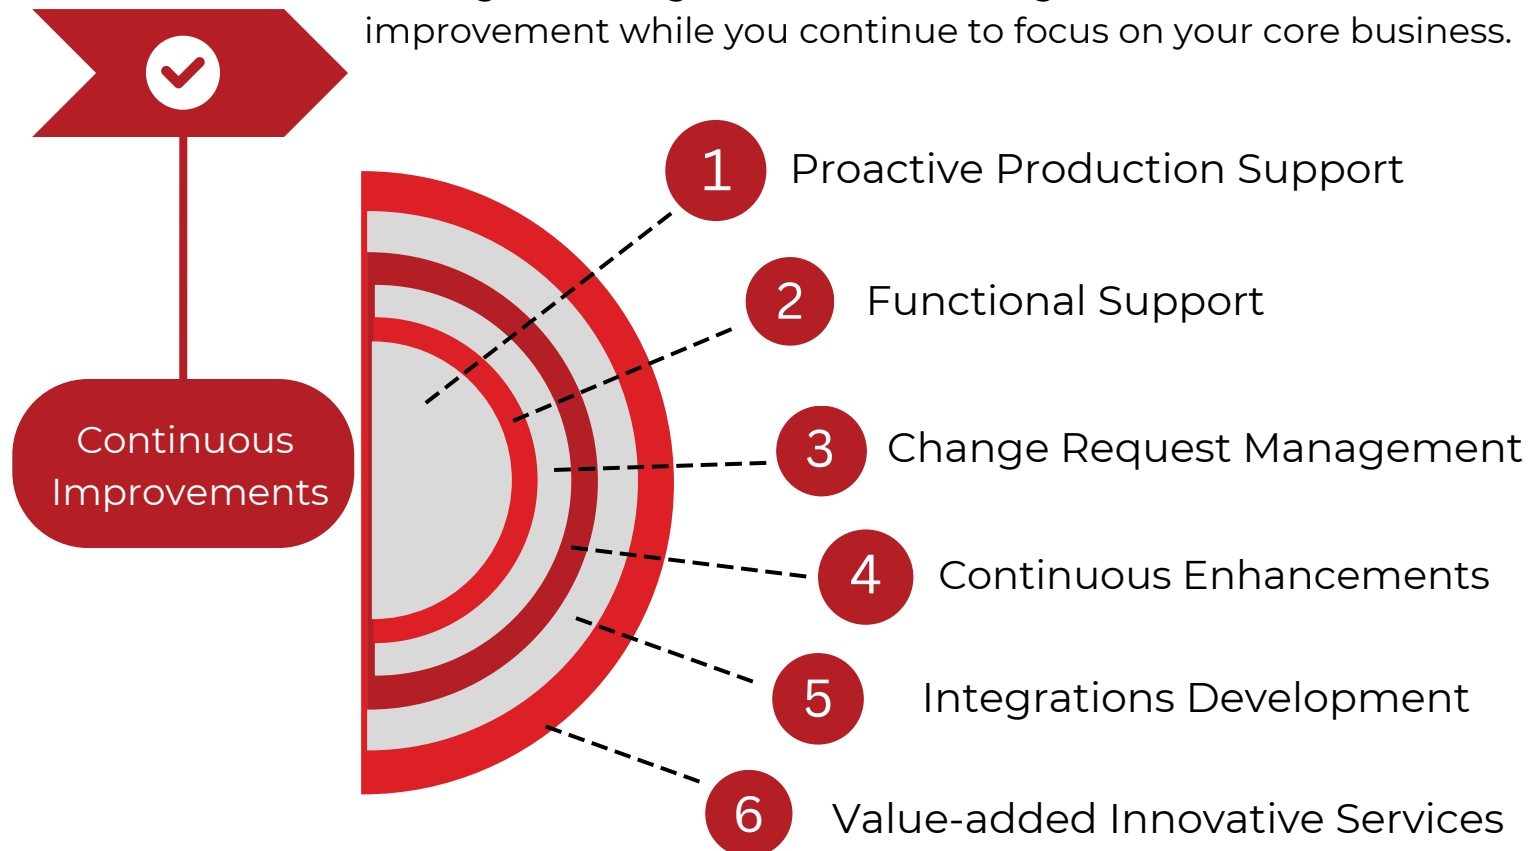 improvement while you continue to focus on your core business.
1 Proactive Production Support
2 Functional Support
3 Change Request Management
4 Continuous Enhancements
5 Integrations Development
6 Value-added Innovative Services
Continuous
Improvements